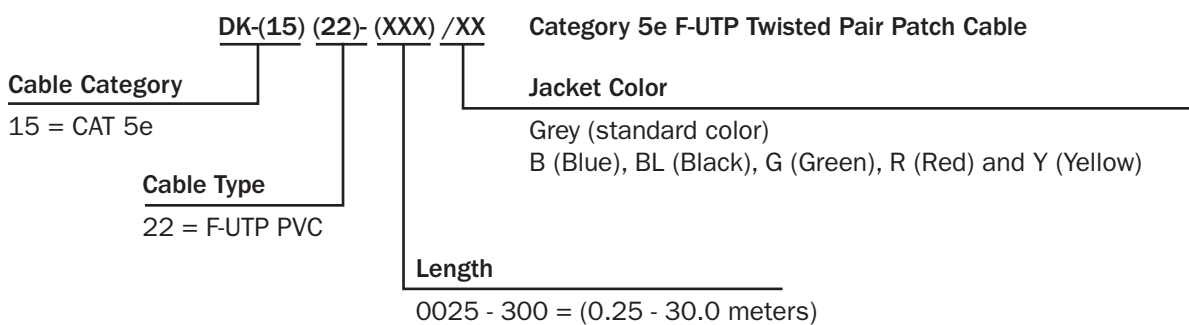 DK-(15) (22)- (XXX) /XX Category 5e F-UTP Twisted Pair Patch Cable
Cable Category
15 = CAT 5e
Jacket Color
Grey (standard color)
B (Blue), BL (Black), G (Green), R (Red) and Y (Yellow)
Cable Type
22 = F-UTP PVC
Length
0025 - 300 = (0.25 - 30.0 meters)